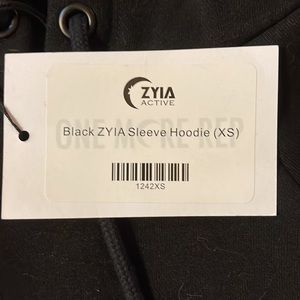 ZYIA
ACTIVE
Black ZYIA Sleeve Hoodie (XS)
ONE MORE REP
1242XS